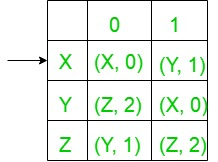 0 1
X (X, 0) (Y, 1)
Y (Z, 2) (X, 0)
Z (Y, 1) (Z, 2)